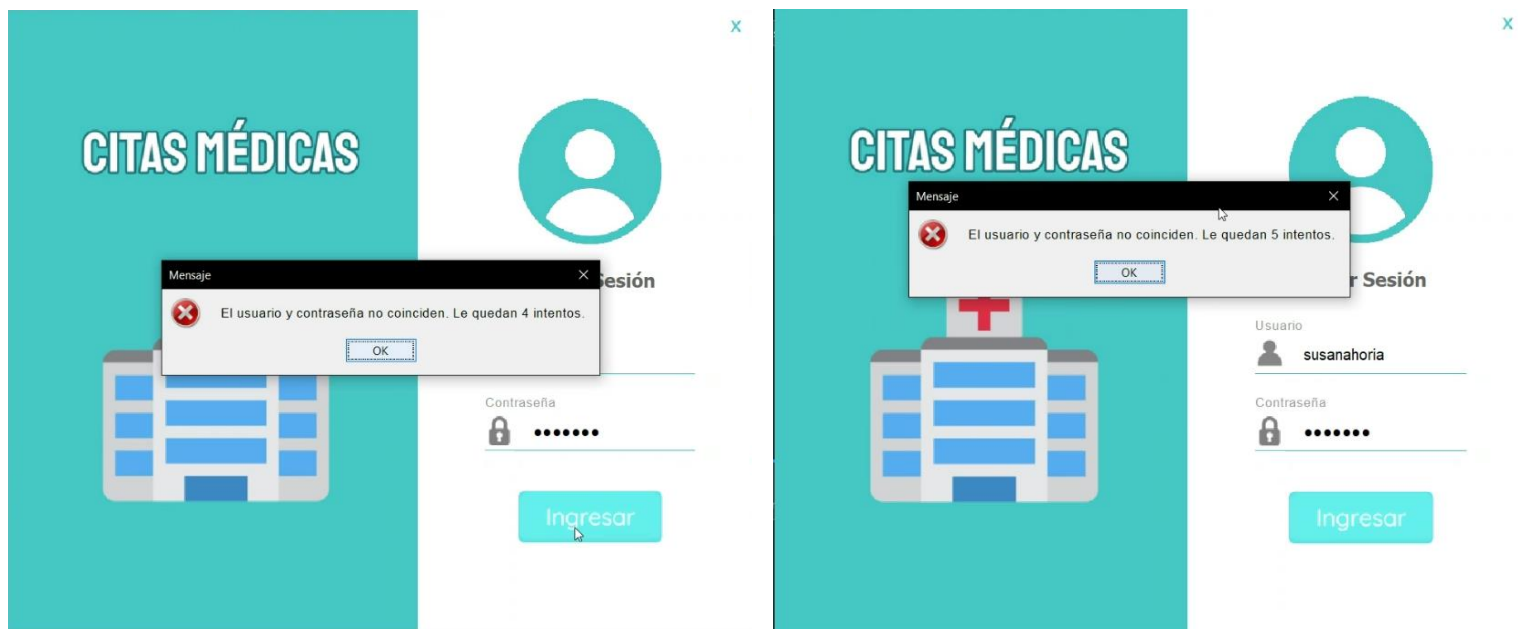 X
CITAS MÉDICAS
Mensaje
El usuario y contraseña no coinciden. Le quedan 4 intentos.
OK
Sesión
Contraseña
Ingresar
X
CITAS MÉDICAS
Mensaje
El usuario y contraseña no coinciden. Le quedan 5 intentos.
OK
r Sesión
Usuario
susanahoria
Contraseña
Ingresar